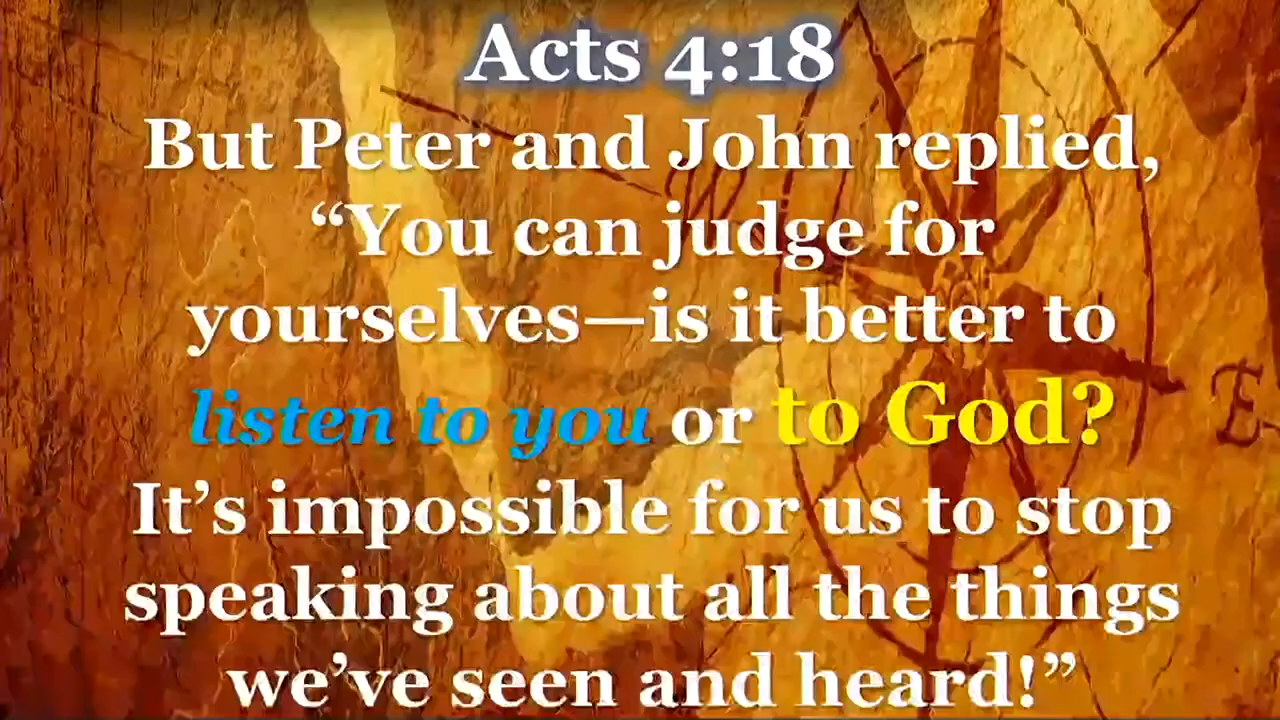 Acts 4:18
But Peter and John replied,
“You can judge for
yourselves—is it better to
listen to you or to God?
It’s impossible for us to stop
speaking about all the things
we’ve seen and heard!”
E